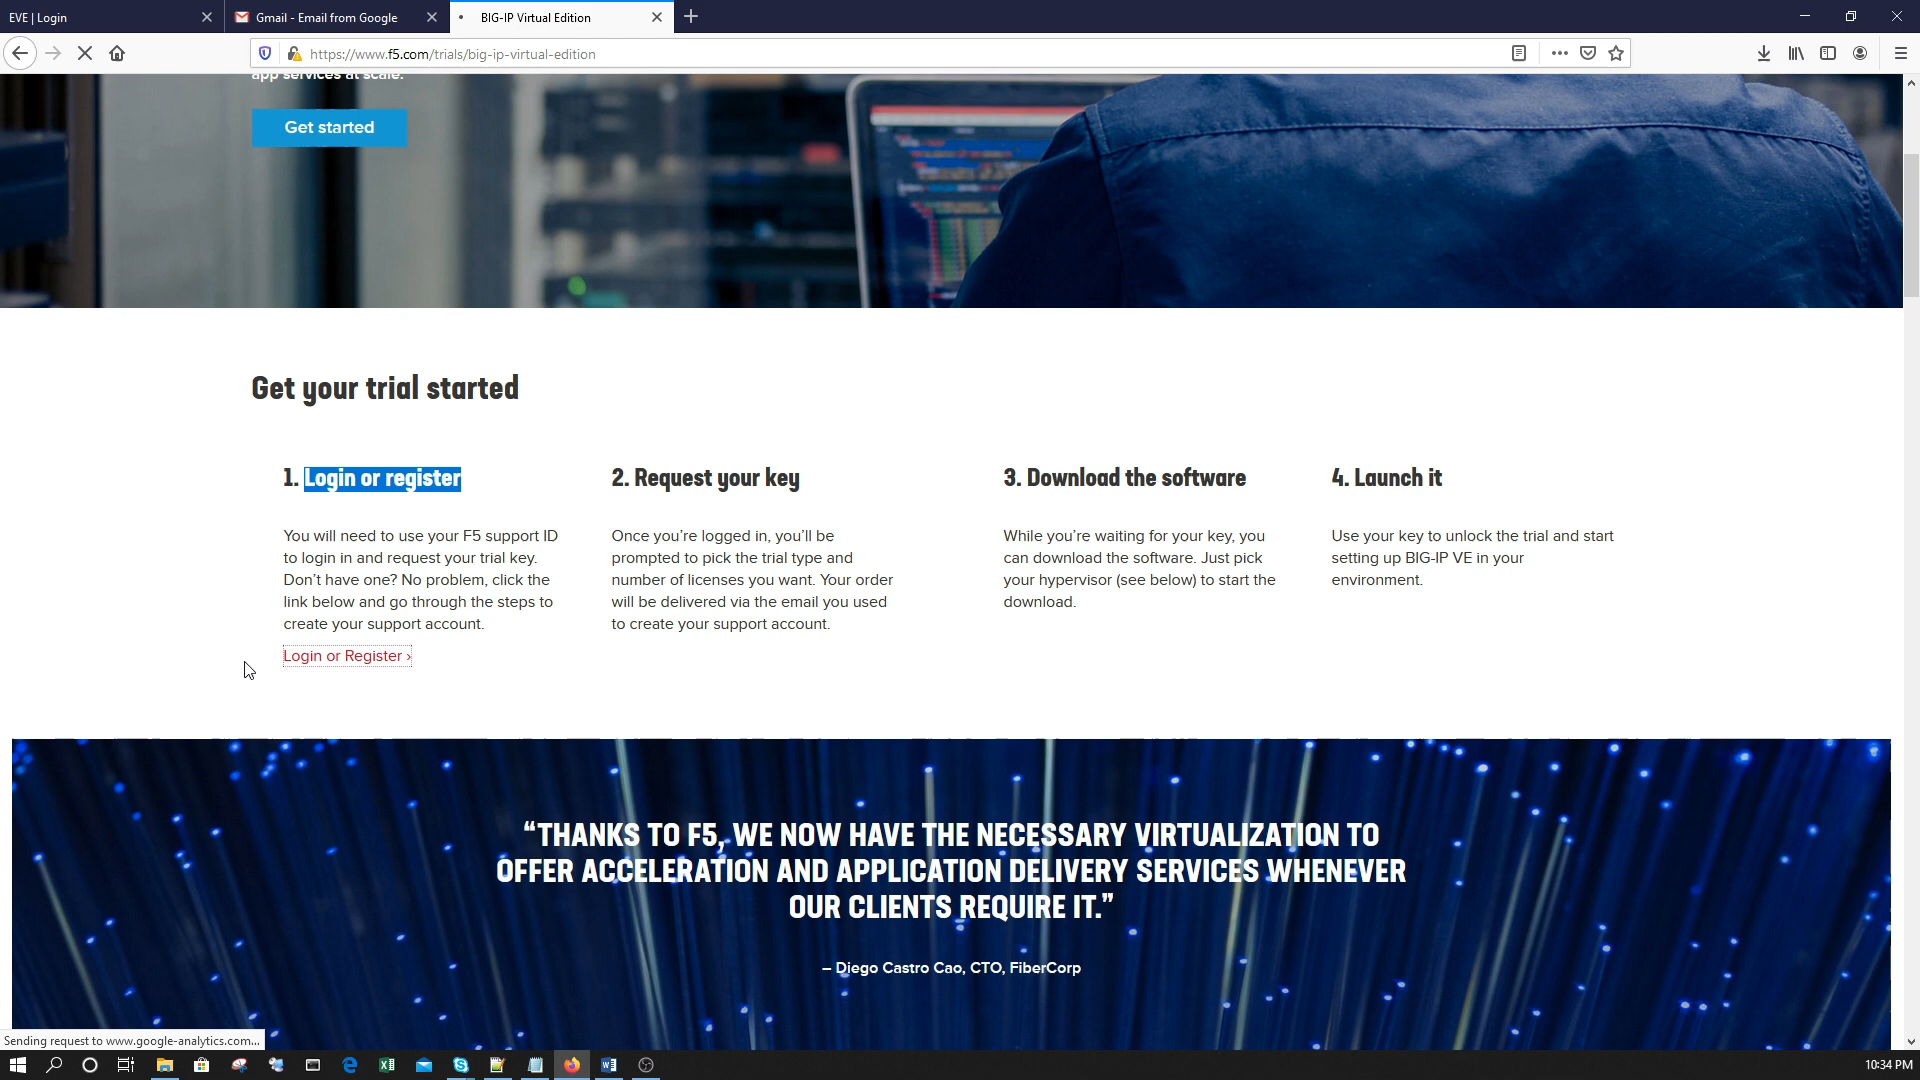 EVE | Login
Gmail - Email from Google
BIG-IP Virtual Edition
https://www.f5.com/trials/big-ip-virtual-edition
app services at scale.
Get started
Get your trial started
1. Login or register
You will need to use your F5 support ID
to login in and request your trial key.
Don't have one? No problem, click the
link below and go through the steps to
create your support account.
Login or Register ›
2. Request your key
Once you're logged in, you'll be
prompted to pick the trial type and
number of licenses you want. Your order
will be delivered via the email you used
to create your support account.
3. Download the software
While you're waiting for your key, you
can download the software. Just pick
your hypervisor (see below) to start the
download.
4. Launch it
Use your key to unlock the trial and start
setting up BIG-IP VE in your
environment.
“THANKS TO F5, WE NOW HAVE THE NECESSARY VIRTUALIZATION TO
OFFER ACCELERATION AND APPLICATION DELIVERY SERVICES WHENEVER
OUR CLIENTS REQUIRE IT.”
– Diego Castro Cao, CTO, FiberCorp
Sending request to www.google-analytics.com...
10:34 PM